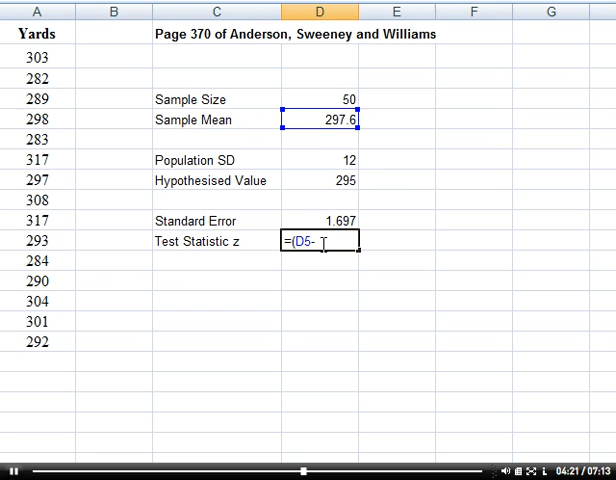 A B C D E F G
Yards Page 370 of Anderson, Sweeney and Williams
303
282
289 Sample Size 50
298 Sample Mean 297.6
283
317 Population SD 12
297 Hypothesised Value 295
308
317 Standard Error 1.697
293 Test Statistic z =(D5-
284
290
304
301
292
04:21 / 07:13